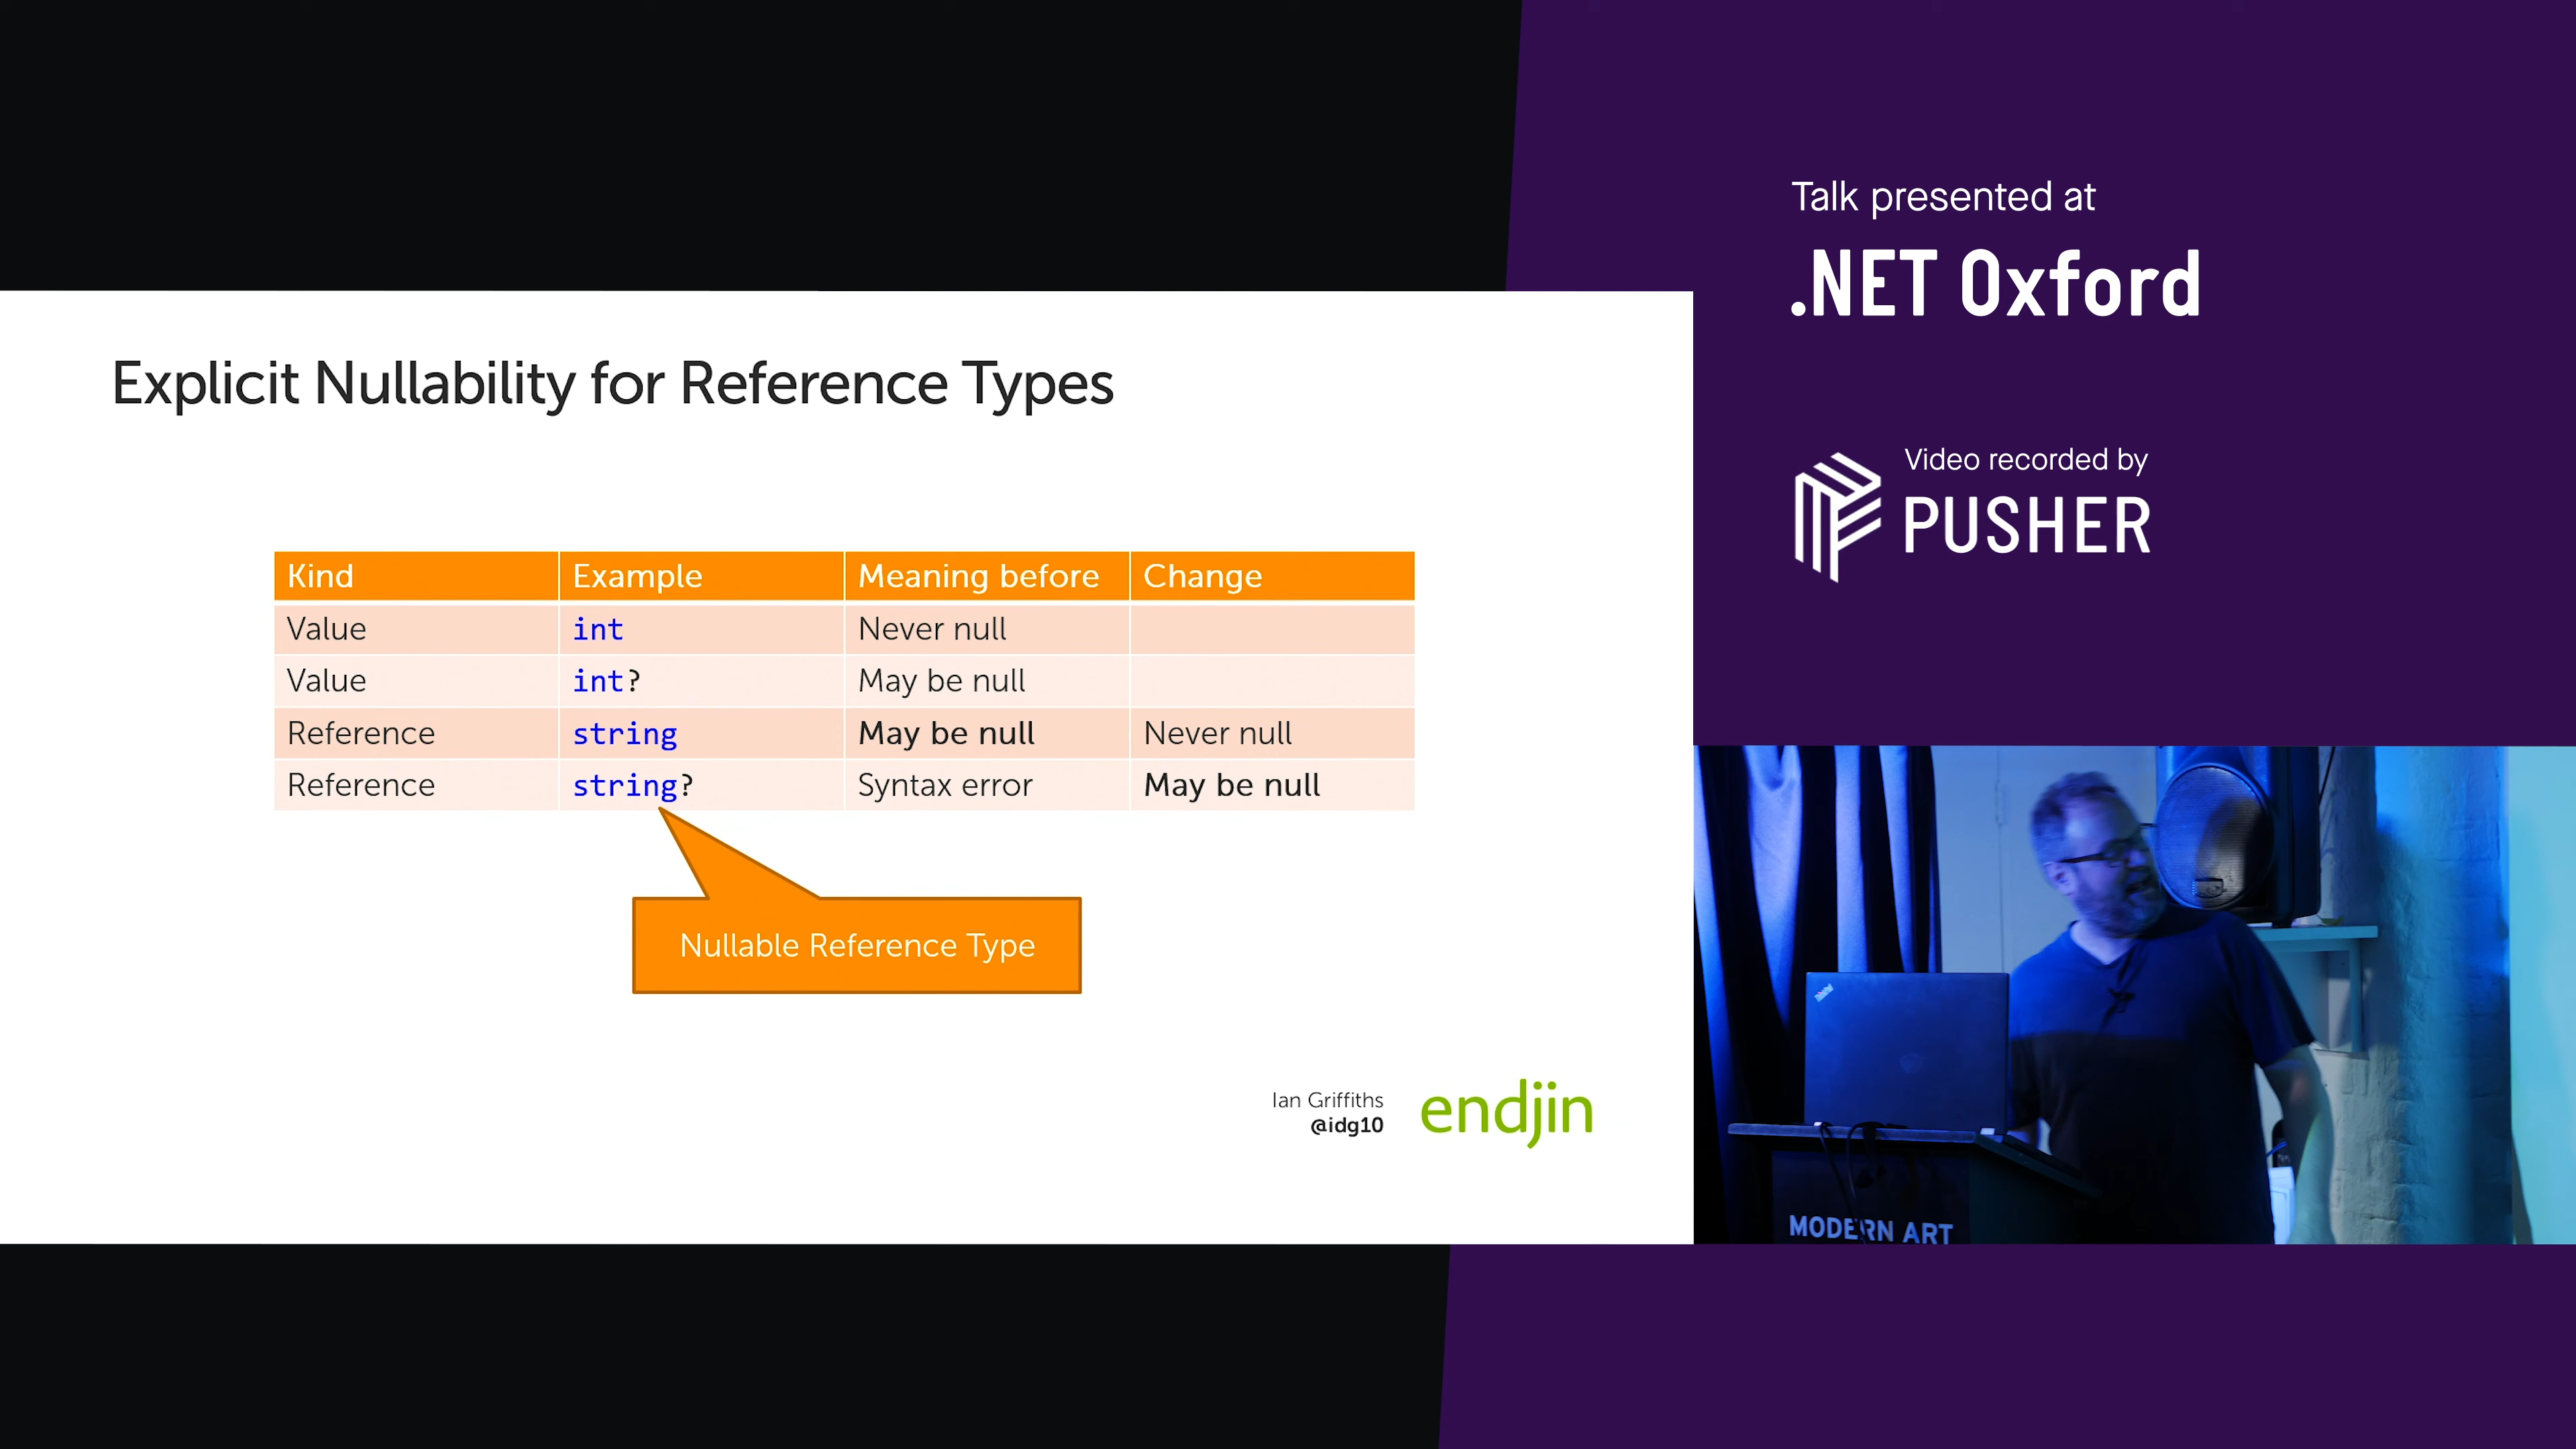 Talk presented at
.NET Oxford
Video recorded by
PUSHER
Explicit Nullability for Reference Types
Kind Example Meaning before Change
Value int Never null
Value int? May be null
Reference string May be null Never null
Reference string? Syntax error May be null
Nullable Reference Type
Ian Griffiths
@idg10
endjin
MODERN ART